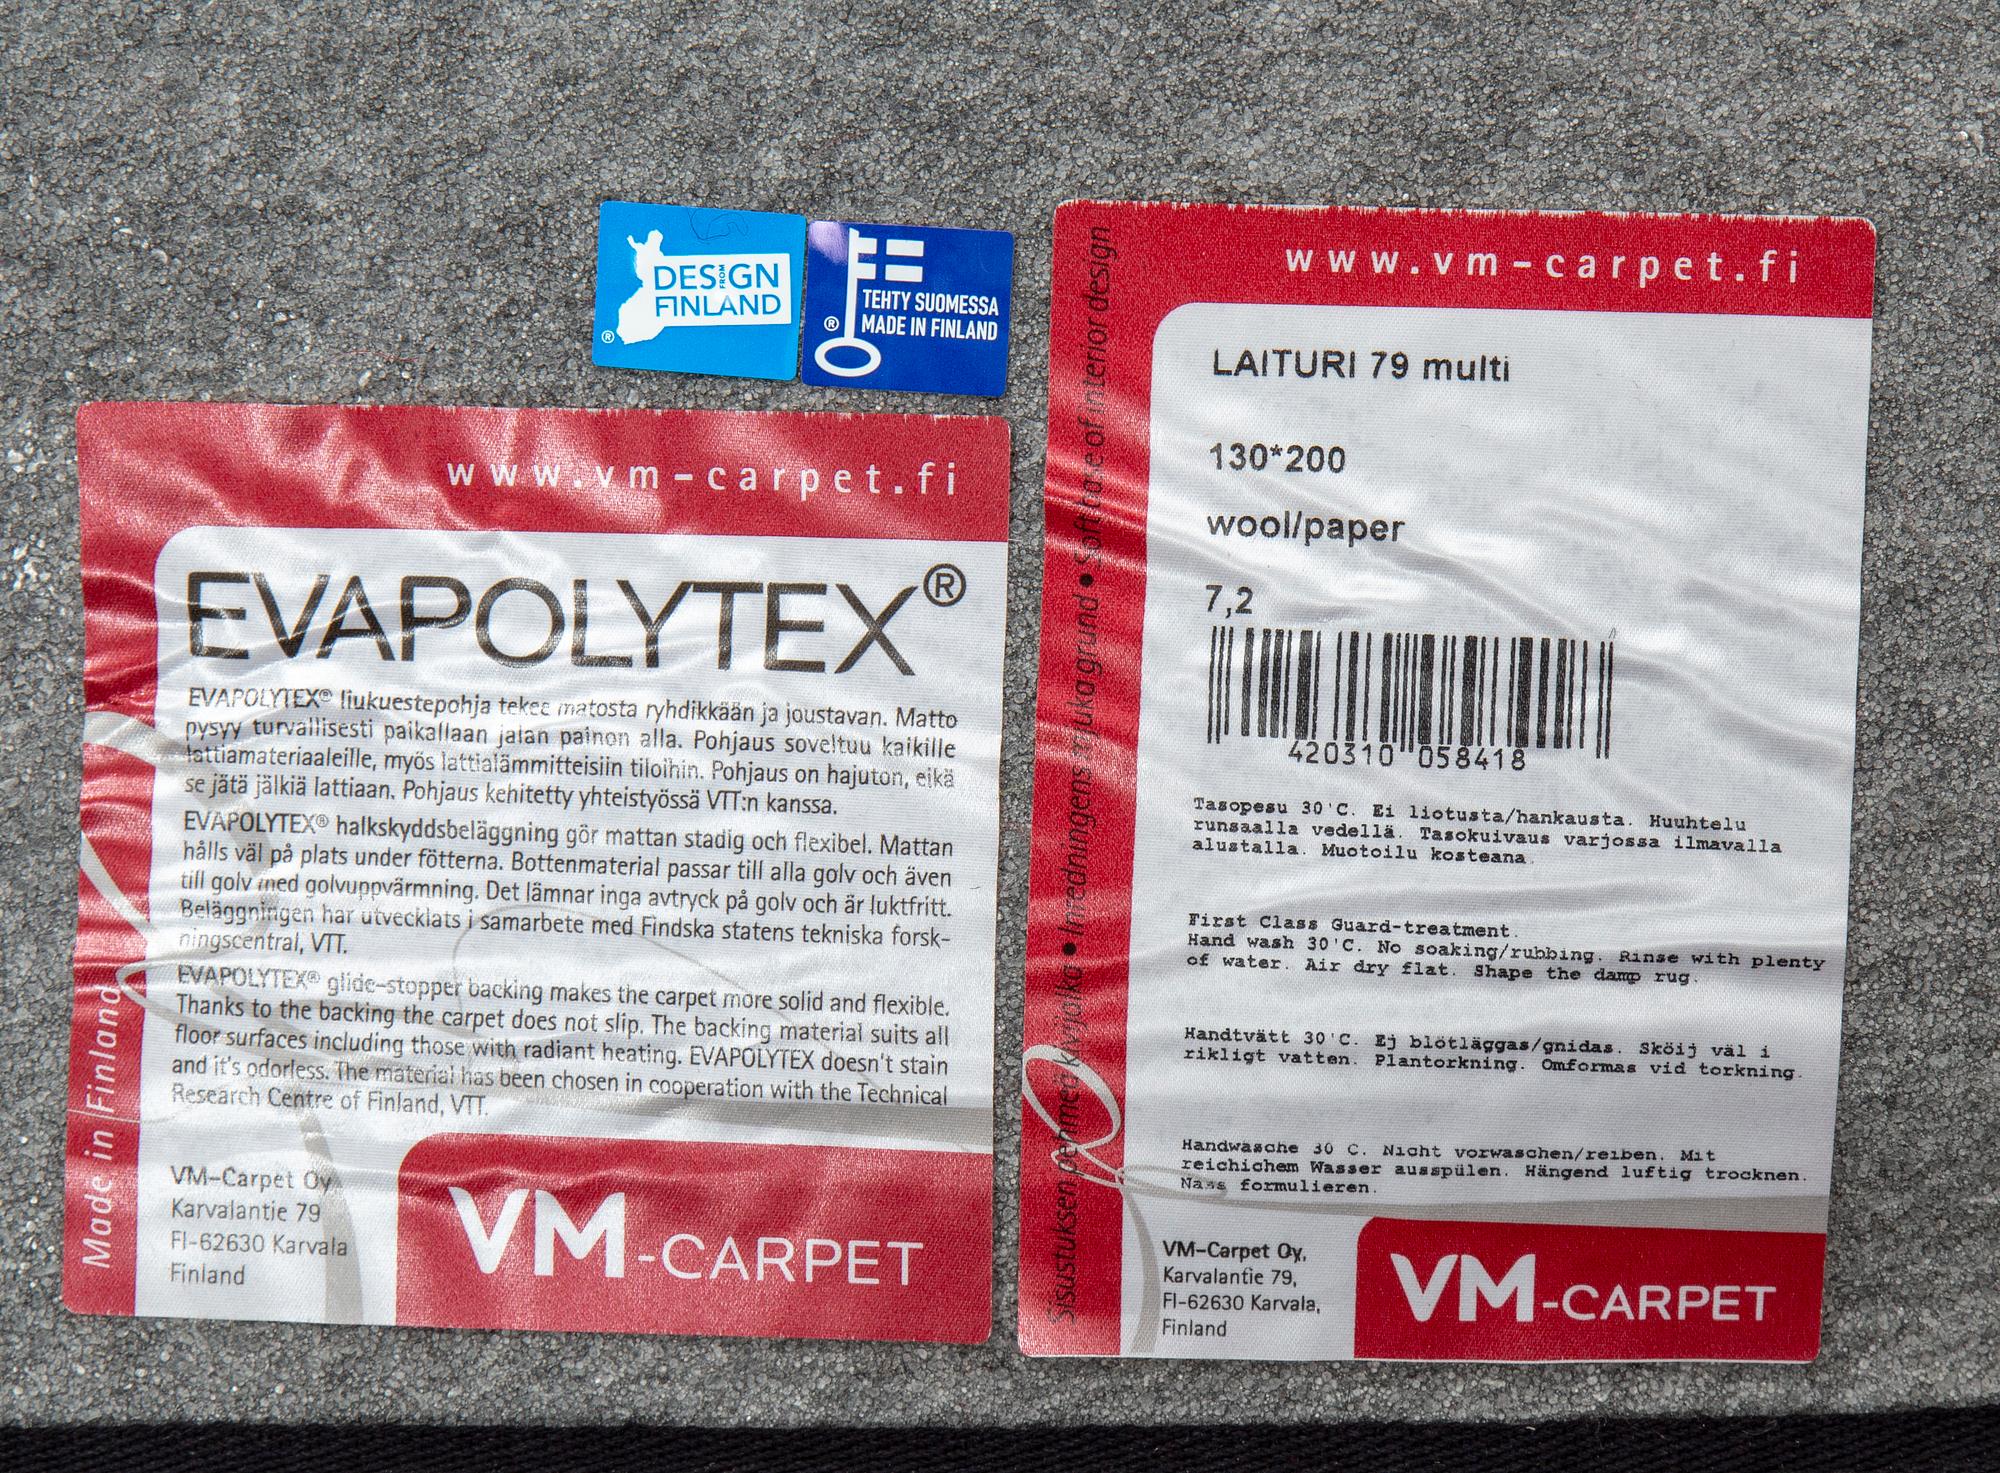 DESIGN
FROM
FINLAND
®
TEHTY SUOMESSA
® MADE IN FINLAND
www.vm-carpet.fi
EVAPOLYTEX®
EVAPOLYTEX® liukuestepohja tekee matosta ryhdikkään ja joustavan. Matto
pysyy turvallisesti paikallaan jalan painon alla. Pohjaus soveltuu kaikille
lattiamateriaaleille, myös lattialämmitteisiin tiloihin. Pohjaus on hajuton, eikä
se jätä jälkiä lattiaan. Pohjaus kehitetty yhteistyössä VTT:n kanssa.
EVAPOLYTEX® halkskyddsbeläggning gör mattan stadig och flexibel. Mattan
hålls väl på plats under fötterna. Bottenmaterial passar till alla golv och även
till golv med golvuppvärmning. Det lämnar inga avtryck på golv och är luktfritt.
Beläggningen har utvecklats i samarbete med Findska statens tekniska forsk-
ningscentral, VTT.
EVAPOLYTEX® glide-stopper backing makes the carpet more solid and flexible.
Thanks to the backing the carpet does not slip. The backing material suits all
floor surfaces including those with radiant heating. EVAPOLYTEX doesn't stain
and it's odorless. The material has been chosen in cooperation with the Technical
Research Centre of Finland, VTT.
Made in Finland
VM-Carpet Oy
Karvalantie 79
FI-62630 Karvala
Finland
VM-CARPET
www.vm-carpet.fi
Sisustuksen pehmeä kivijalka • Inredningens mjuka grund • Soft base of interior design
LAITURI 79 multi
130*200
wool/paper
7,2
420310 058418
Tasopesu 30'C. Ei liotusta/hankausta. Huuhtelu
runsaalla vedellä. Tasokuivaus varjossa ilmavalla
alustalla. Muotoilu kosteana.
First Class Guard-treatment.
Hand wash 30'C. No soaking/rubbing. Rinse with plenty
of water. Air dry flat. Shape the damp rug.
Handtvätt 30'C. Ej blötläggas/gnidas. Sköij väl i
rikligt vatten. Plantorkning. Omformas vid torkning.
Handwäsche 30 C. Nicht vorwaschen/reiben. Mit
reichichem Wasser ausspülen. Hängend luftig trocknen.
Nass formulieren.
VM-Carpet Oy,
Karvalantie 79,
FI-62630 Karvala,
Finland
VM-CARPET